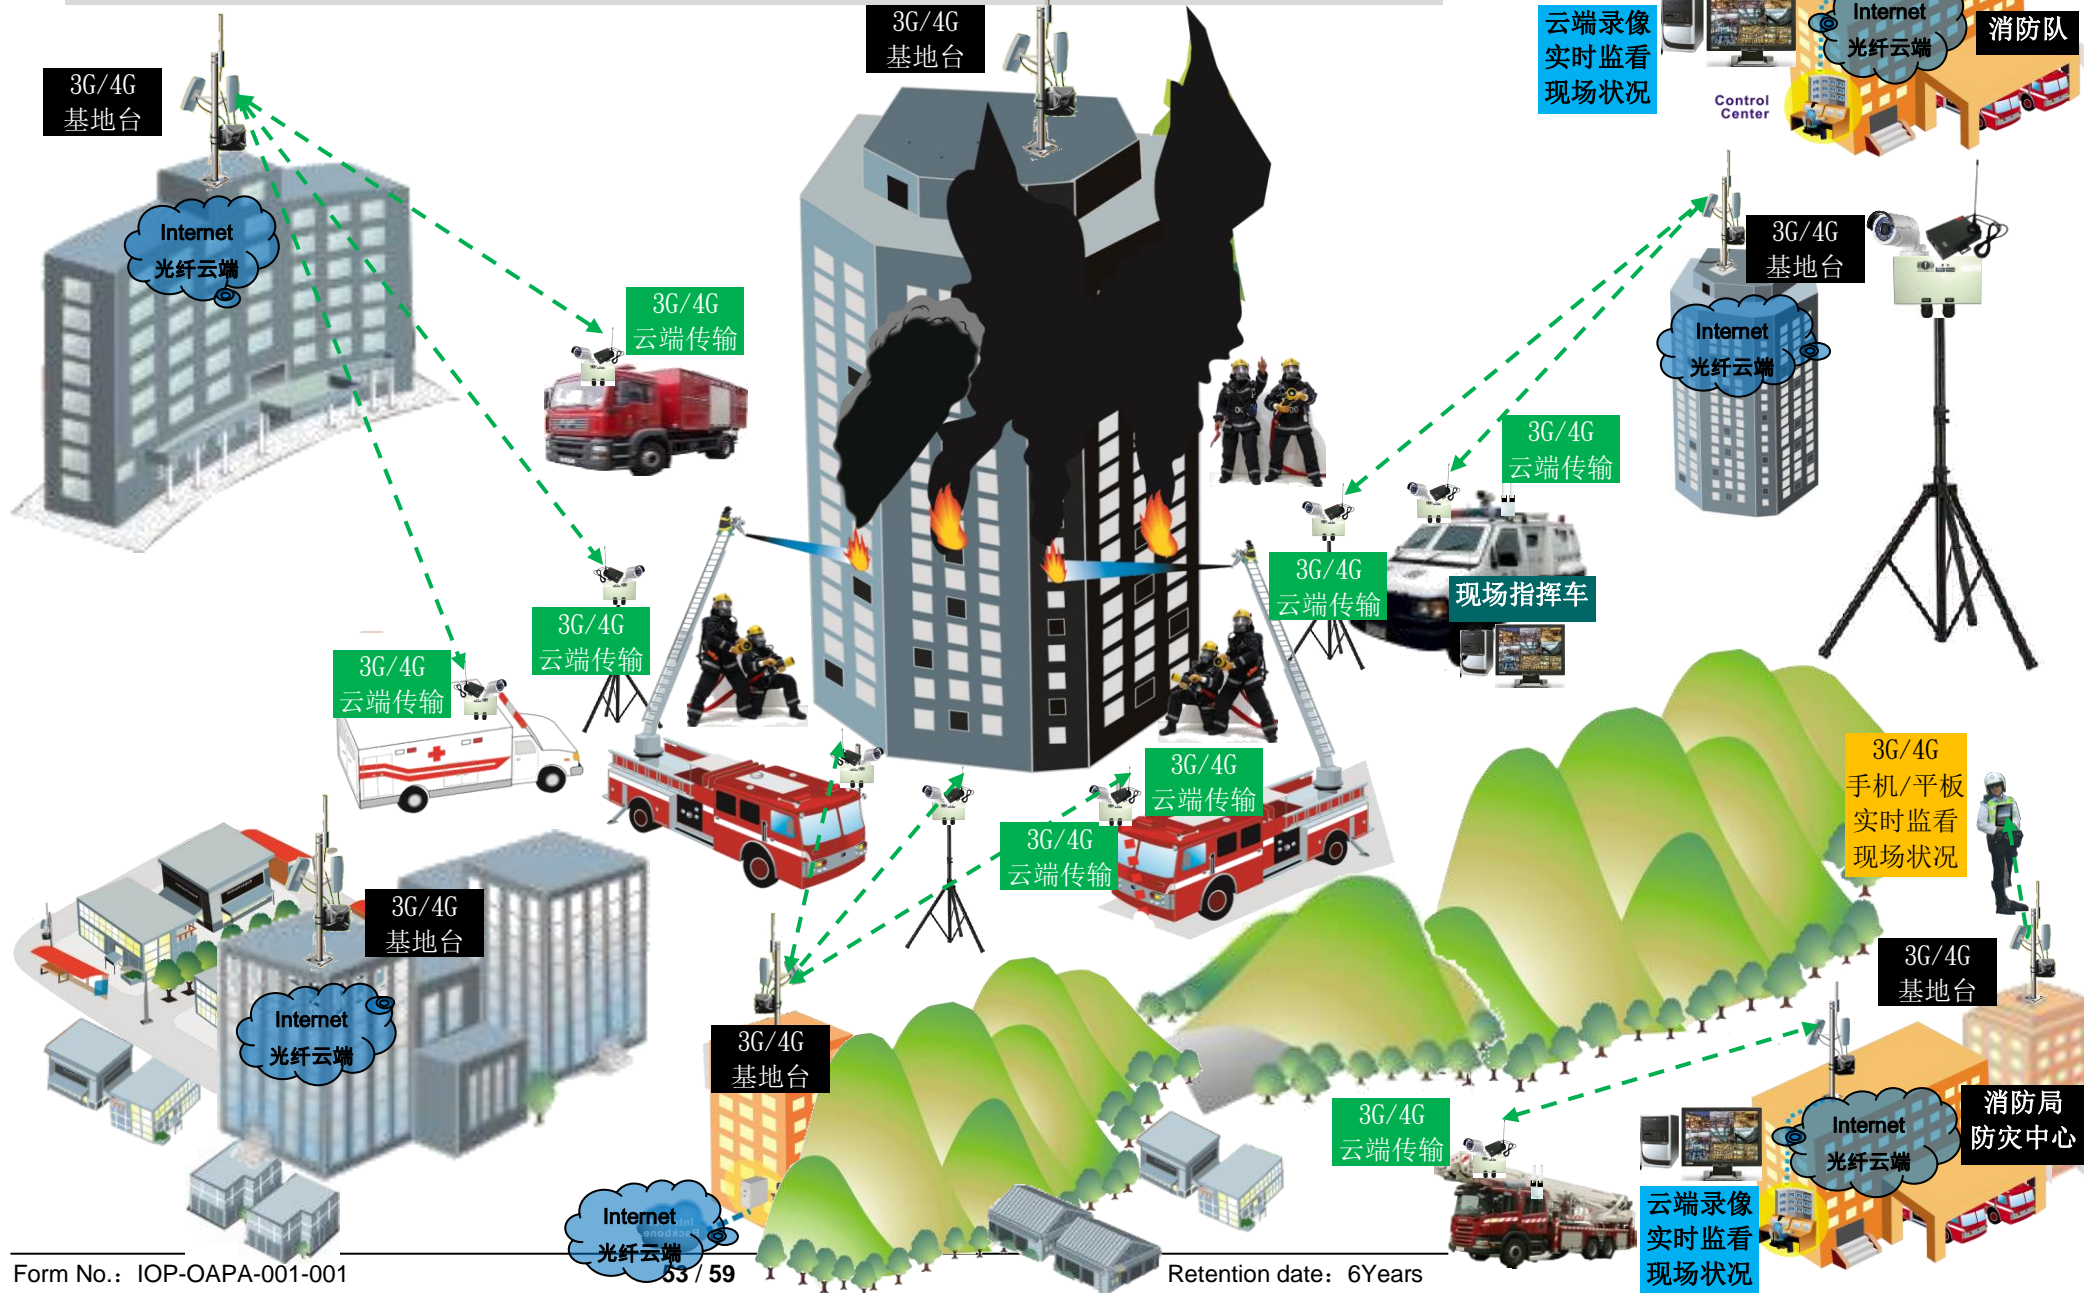 3G/4G
基地台
云端录像
实时监看
现场状况
Internet
光纤云端
消防队
Control
Center
3G/4G
基地台
Internet
光纤云端
3G/4G
基地台
3G/4G
云端传输
Internet
光纤云端
3G/4G
云端传输
3G/4G
云端传输
现场指挥车
3G/4G
云端传输
3G/4G
云端传输
3G/4G
云端传输
3G/4G
云端传输
3G/4G
手机/平板
实时监看
现场状况
3G/4G
基地台
3G/4G
基地台
Internet
光纤云端
3G/4G
基地台
3G/4G
云端传输
Internet
光纤云端
消防局
防灾中心
云端录像
实时监看
现场状况
Internet
光纤云端
Form No.：IOP-OAPA-001-001
53 / 59
Retention date：6Years